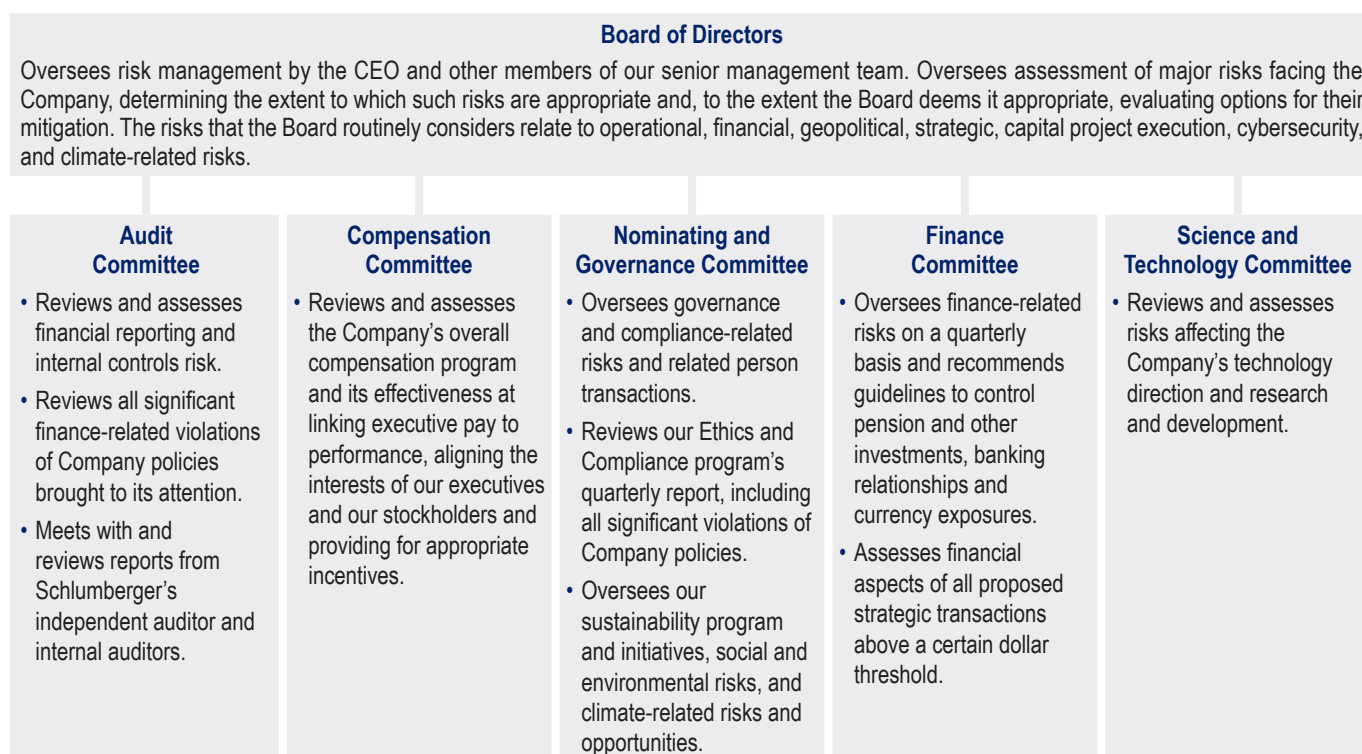 Board of Directors
Oversees risk management by the CEO and other members of our senior management team. Oversees assessment of major risks facing the
Company, determining the extent to which such risks are appropriate and, to the extent the Board deems it appropriate, evaluating options for their
mitigation. The risks that the Board routinely considers relate to operational, financial, geopolitical, strategic, capital project execution, cybersecurity,
and climate-related risks.
Audit
Committee
• Reviews and assesses
financial reporting and
internal controls risk.
• Reviews all significant
finance-related violations
of Company policies
brought to its attention.
• Meets with and
reviews reports from
Schlumberger’s
independent auditor and
internal auditors.
Compensation
Committee
• Reviews and assesses
the Company’s overall
compensation program
and its effectiveness at
linking executive pay to
performance, aligning the
interests of our executives
and our stockholders and
providing for appropriate
incentives.
Nominating and
Governance Committee
• Oversees governance
and compliance-related
risks and related person
transactions.
• Reviews our Ethics and
Compliance program’s
quarterly report, including
all significant violations of
Company policies.
• Oversees our
sustainability program
and initiatives, social and
environmental risks, and
climate-related risks and
opportunities.
Finance
Committee
• Oversees finance-related
risks on a quarterly
basis and recommends
guidelines to control
pension and other
investments, banking
relationships and
currency exposures.
• Assesses financial
aspects of all proposed
strategic transactions
above a certain dollar
threshold.
Science and
Technology Committee
• Reviews and assesses
risks affecting the
Company’s technology
direction and research
and development.